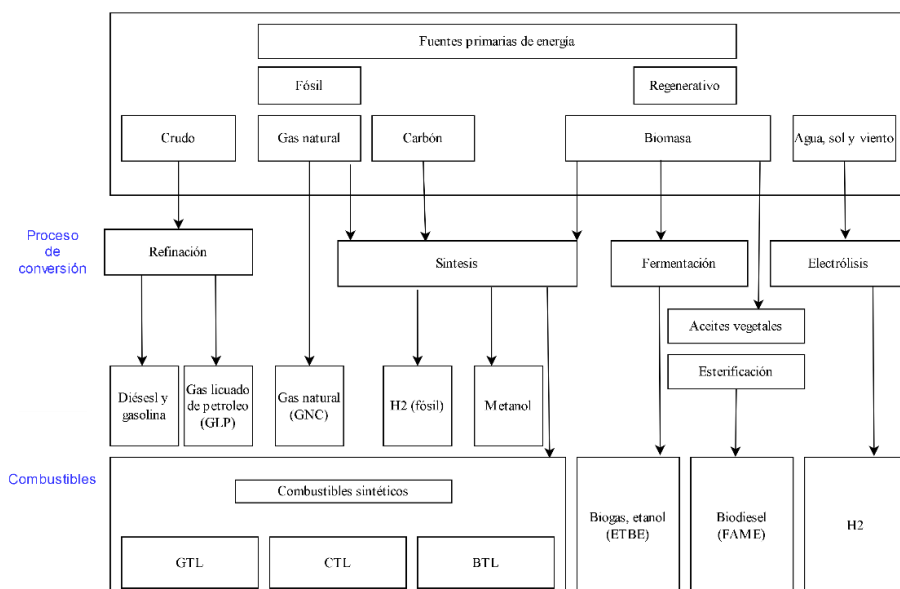 Fuentes primarias de energía
Fósil
Regenerativo
Crudo
Gas natural
Carbón
Biomasa
Agua, sol y viento
Proceso
de
conversión
Refinación
Síntesis
Fermentación
Electrólisis
Aceites vegetales
Esterificación
Diésesl y
gasolina
Gas licuado
de petroleo
(GLP)
Gas natural
(GNC)
H2 (fósil)
Metanol
Combustibles
Combustibles sintéticos
GTL
CTL
BTL
Biogas, etanol
(ETBE)
Biodiesel
(FAME)
H2